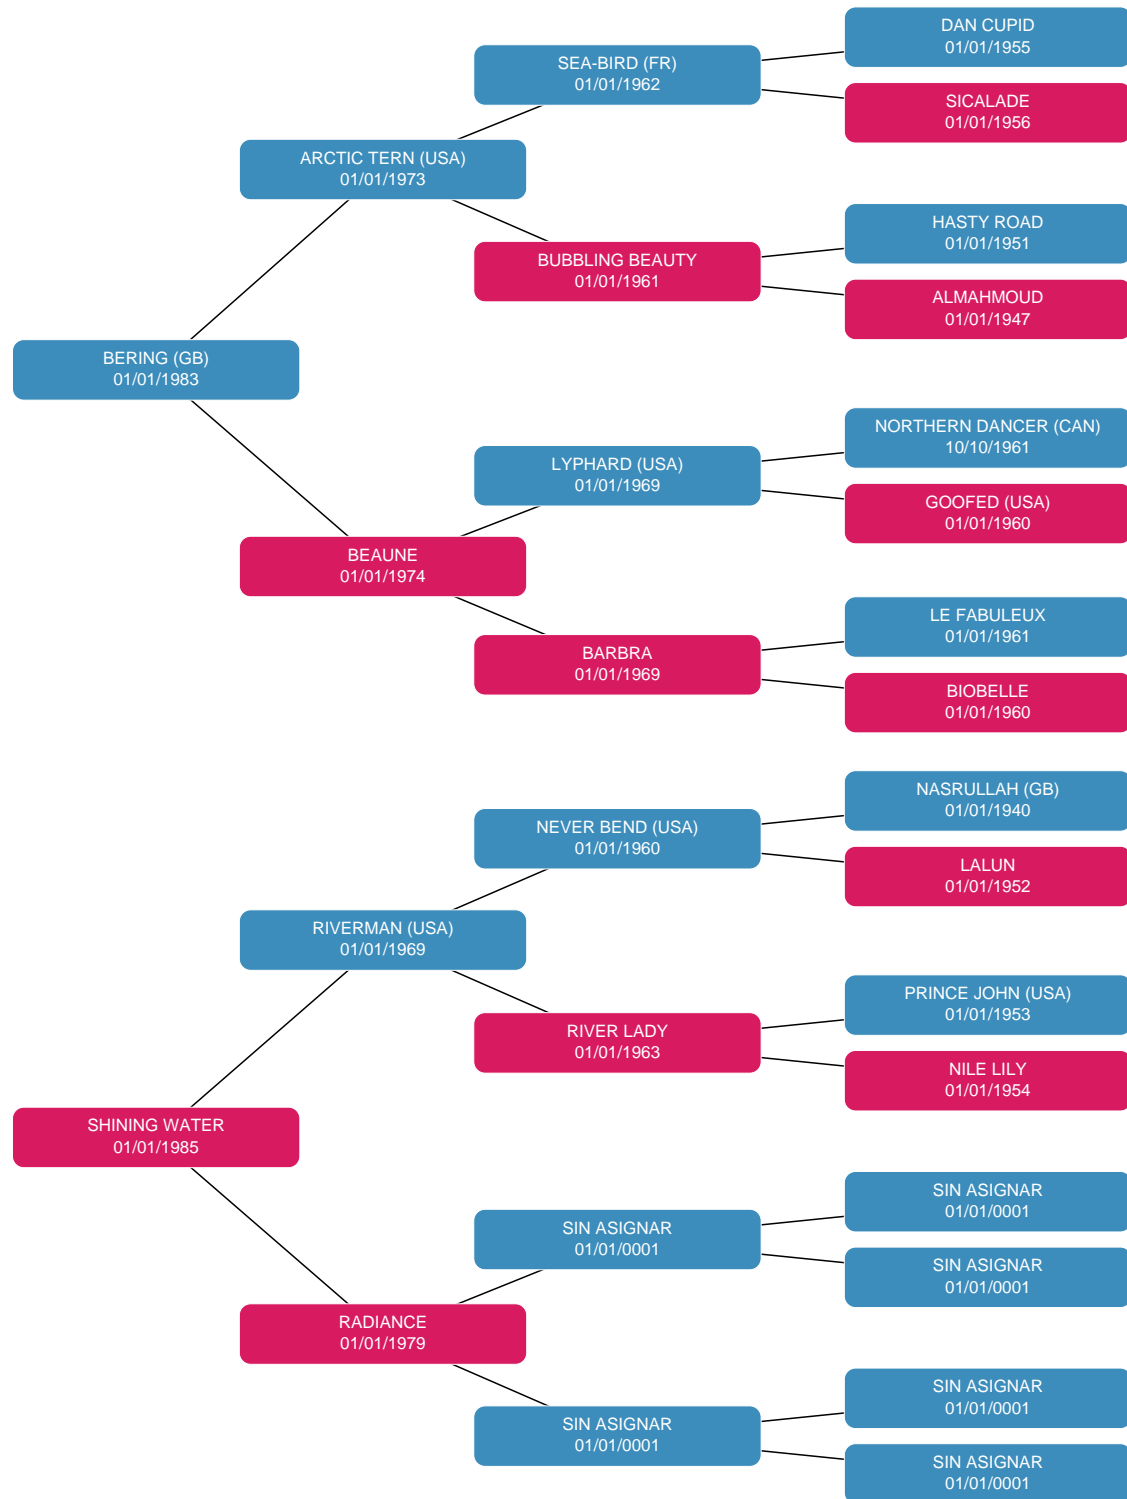 DAN CUPID
01/01/1955
SEA-BIRD (FR)
01/01/1962
SICALADE
01/01/1956
ARCTIC TERN (USA)
01/01/1973
HASTY ROAD
01/01/1951
BUBBLING BEAUTY
01/01/1961
ALMAHMOUD
01/01/1947
BERING (GB)
01/01/1983
NORTHERN DANCER (CAN)
10/10/1961
LYPHARD (USA)
01/01/1969
GOOFED (USA)
01/01/1960
BEAUNE
01/01/1974
LE FABULEUX
01/01/1961
BARBRA
01/01/1969
BIOBELLE
01/01/1960
NASRULLAH (GB)
01/01/1940
NEVER BEND (USA)
01/01/1960
LALUN
01/01/1952
RIVERMAN (USA)
01/01/1969
PRINCE JOHN (USA)
01/01/1953
RIVER LADY
01/01/1963
NILE LILY
01/01/1954
SHINING WATER
01/01/1985
SIN ASIGNAR
01/01/0001
SIN ASIGNAR
01/01/0001
SIN ASIGNAR
01/01/0001
RADIANCE
01/01/1979
SIN ASIGNAR
01/01/0001
SIN ASIGNAR
01/01/0001
SIN ASIGNAR
01/01/0001